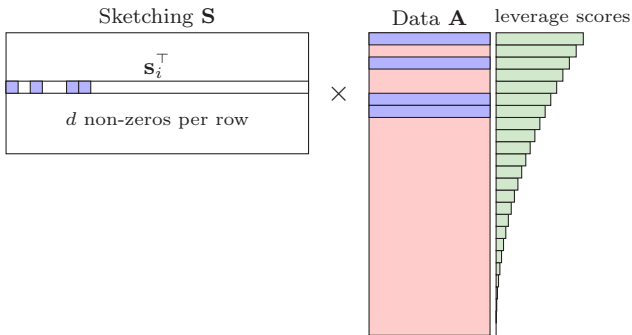 Sketching S
Data A
leverage scores
s_i^⊤
×
d non-zeros per row